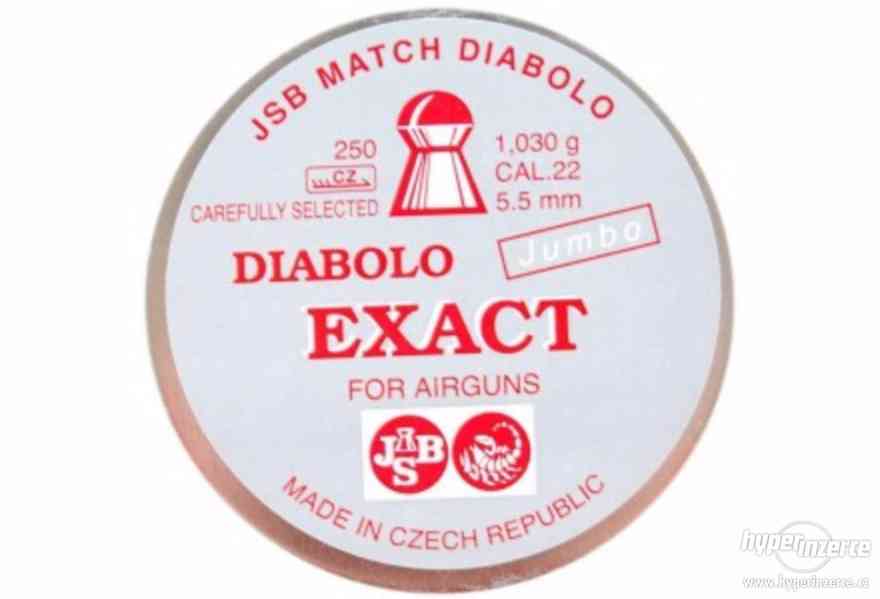 JSB MATCH DIABOLO
250
CZ
CAREFULLY SELECTED
1,030 g
CAL.22
5.5 mm
DIABOLO
Jumbo
EXACT
FOR AIRGUNS
JSB
MADE IN CZECH REPUBLIC
hyperinzerce
www.hyperinzerce.cz